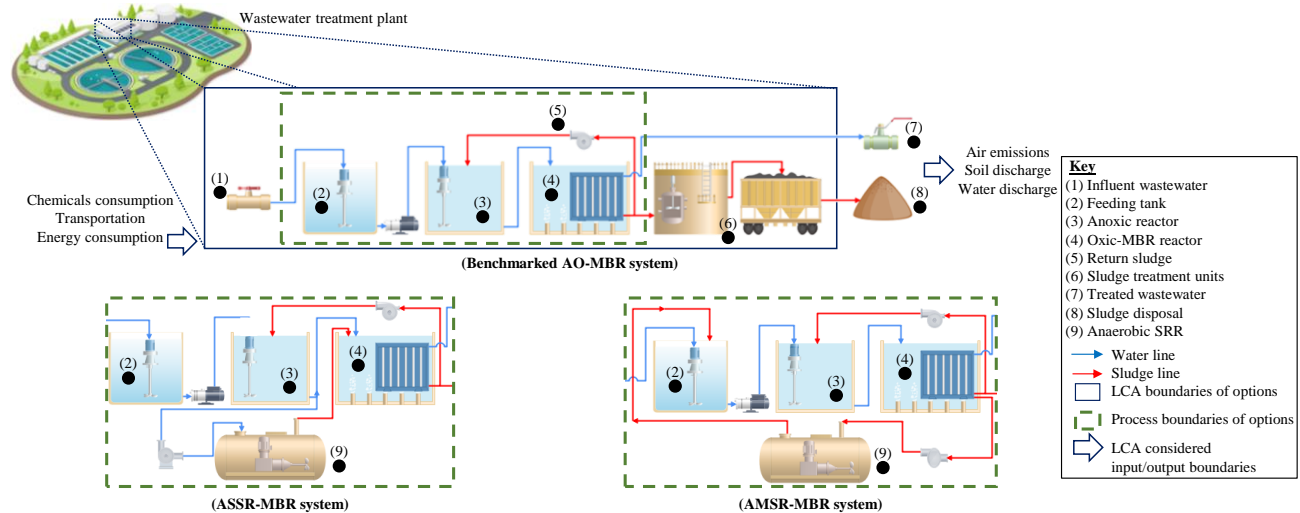 Wastewater treatment plant
(5)
(7)
Air emissions
Soil discharge
Water discharge
(1)
(2)
(3)
(4)
(6)
(8)
Chemicals consumption
Transportation
Energy consumption
(Benchmarked AO-MBR system)
(2)
(3)
(4)
(9)
(ASSR-MBR system)
(2)
(3)
(4)
(9)
(AMSR-MBR system)
Key
(1) Influent wastewater
(2) Feeding tank
(3) Anoxic reactor
(4) Oxic-MBR reactor
(5) Return sludge
(6) Sludge treatment units
(7) Treated wastewater
(8) Sludge disposal
(9) Anaerobic SRR
Water line
Sludge line
LCA boundaries of options
Process boundaries of options
LCA considered
input/output boundaries